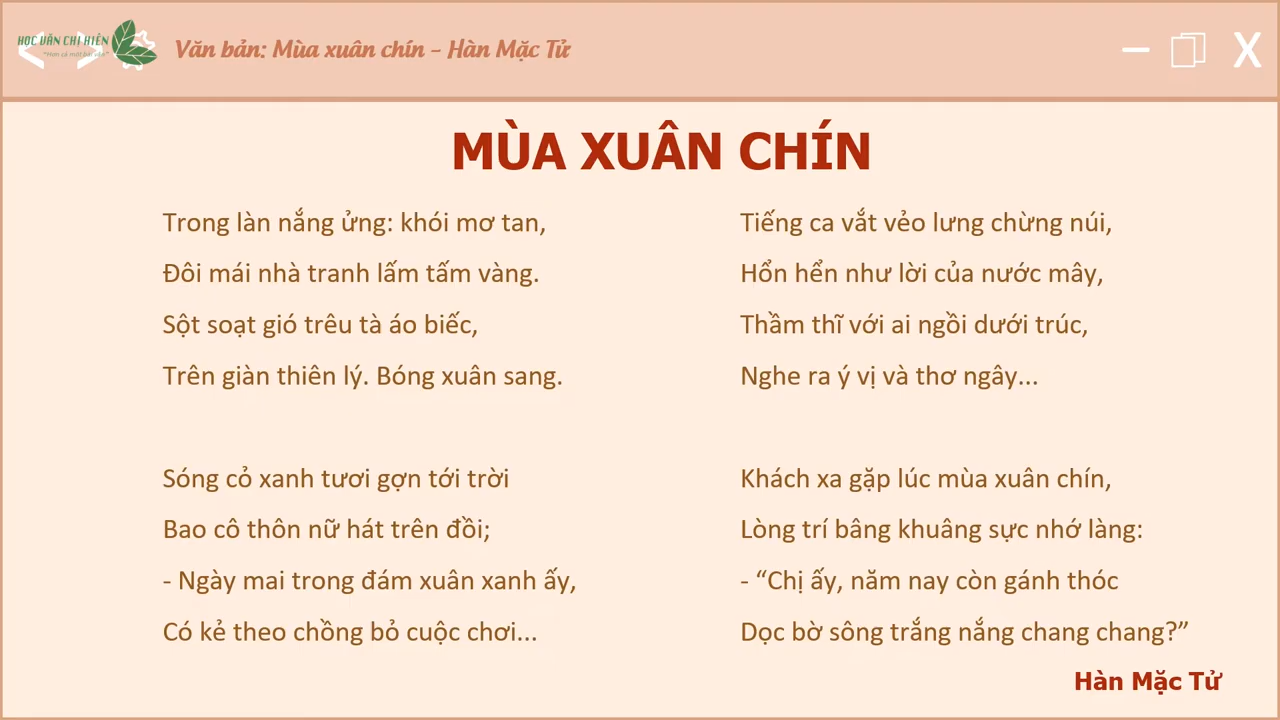 HỌC VĂN CHỊ HIÊN
Văn bản: Mùa xuân chín - Hàn Mặc Tử
X
MÙA XUÂN CHÍN
Trong làn nắng ửng: khói mơ tan,
Đôi mái nhà tranh lấm tấm vàng.
Sột soạt gió trêu tà áo biếc,
Trên giàn thiên lý. Bóng xuân sang.
Sóng cỏ xanh tươi gợn tới trời
Bao cô thôn nữ hát trên đồi;
- Ngày mai trong đám xuân xanh ấy,
Có kẻ theo chồng bỏ cuộc chơi...
Tiếng ca vắt vẻo lưng chừng núi,
Hổn hển như lời của nước mây,
Thầm thĩ với ai ngồi dưới trúc,
Nghe ra ý vị và thơ ngây...
Khách xa gặp lúc mùa xuân chín,
Lòng trí bâng khuâng sực nhớ làng:
- “Chị ấy, năm nay còn gánh thóc
Dọc bờ sông trắng nắng chang chang?”
Hàn Mặc Tử